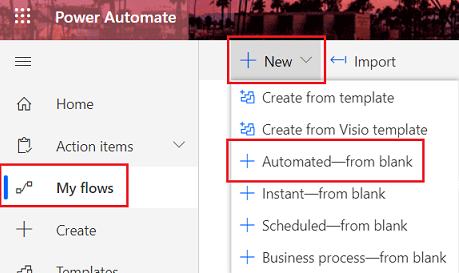 Power Automate
New
Import
Home
Create from template
Action items
Create from Visio template
Automated—from blank
My flows
Instant—from blank
Create
Scheduled—from blank
Templates
Business process—from blank